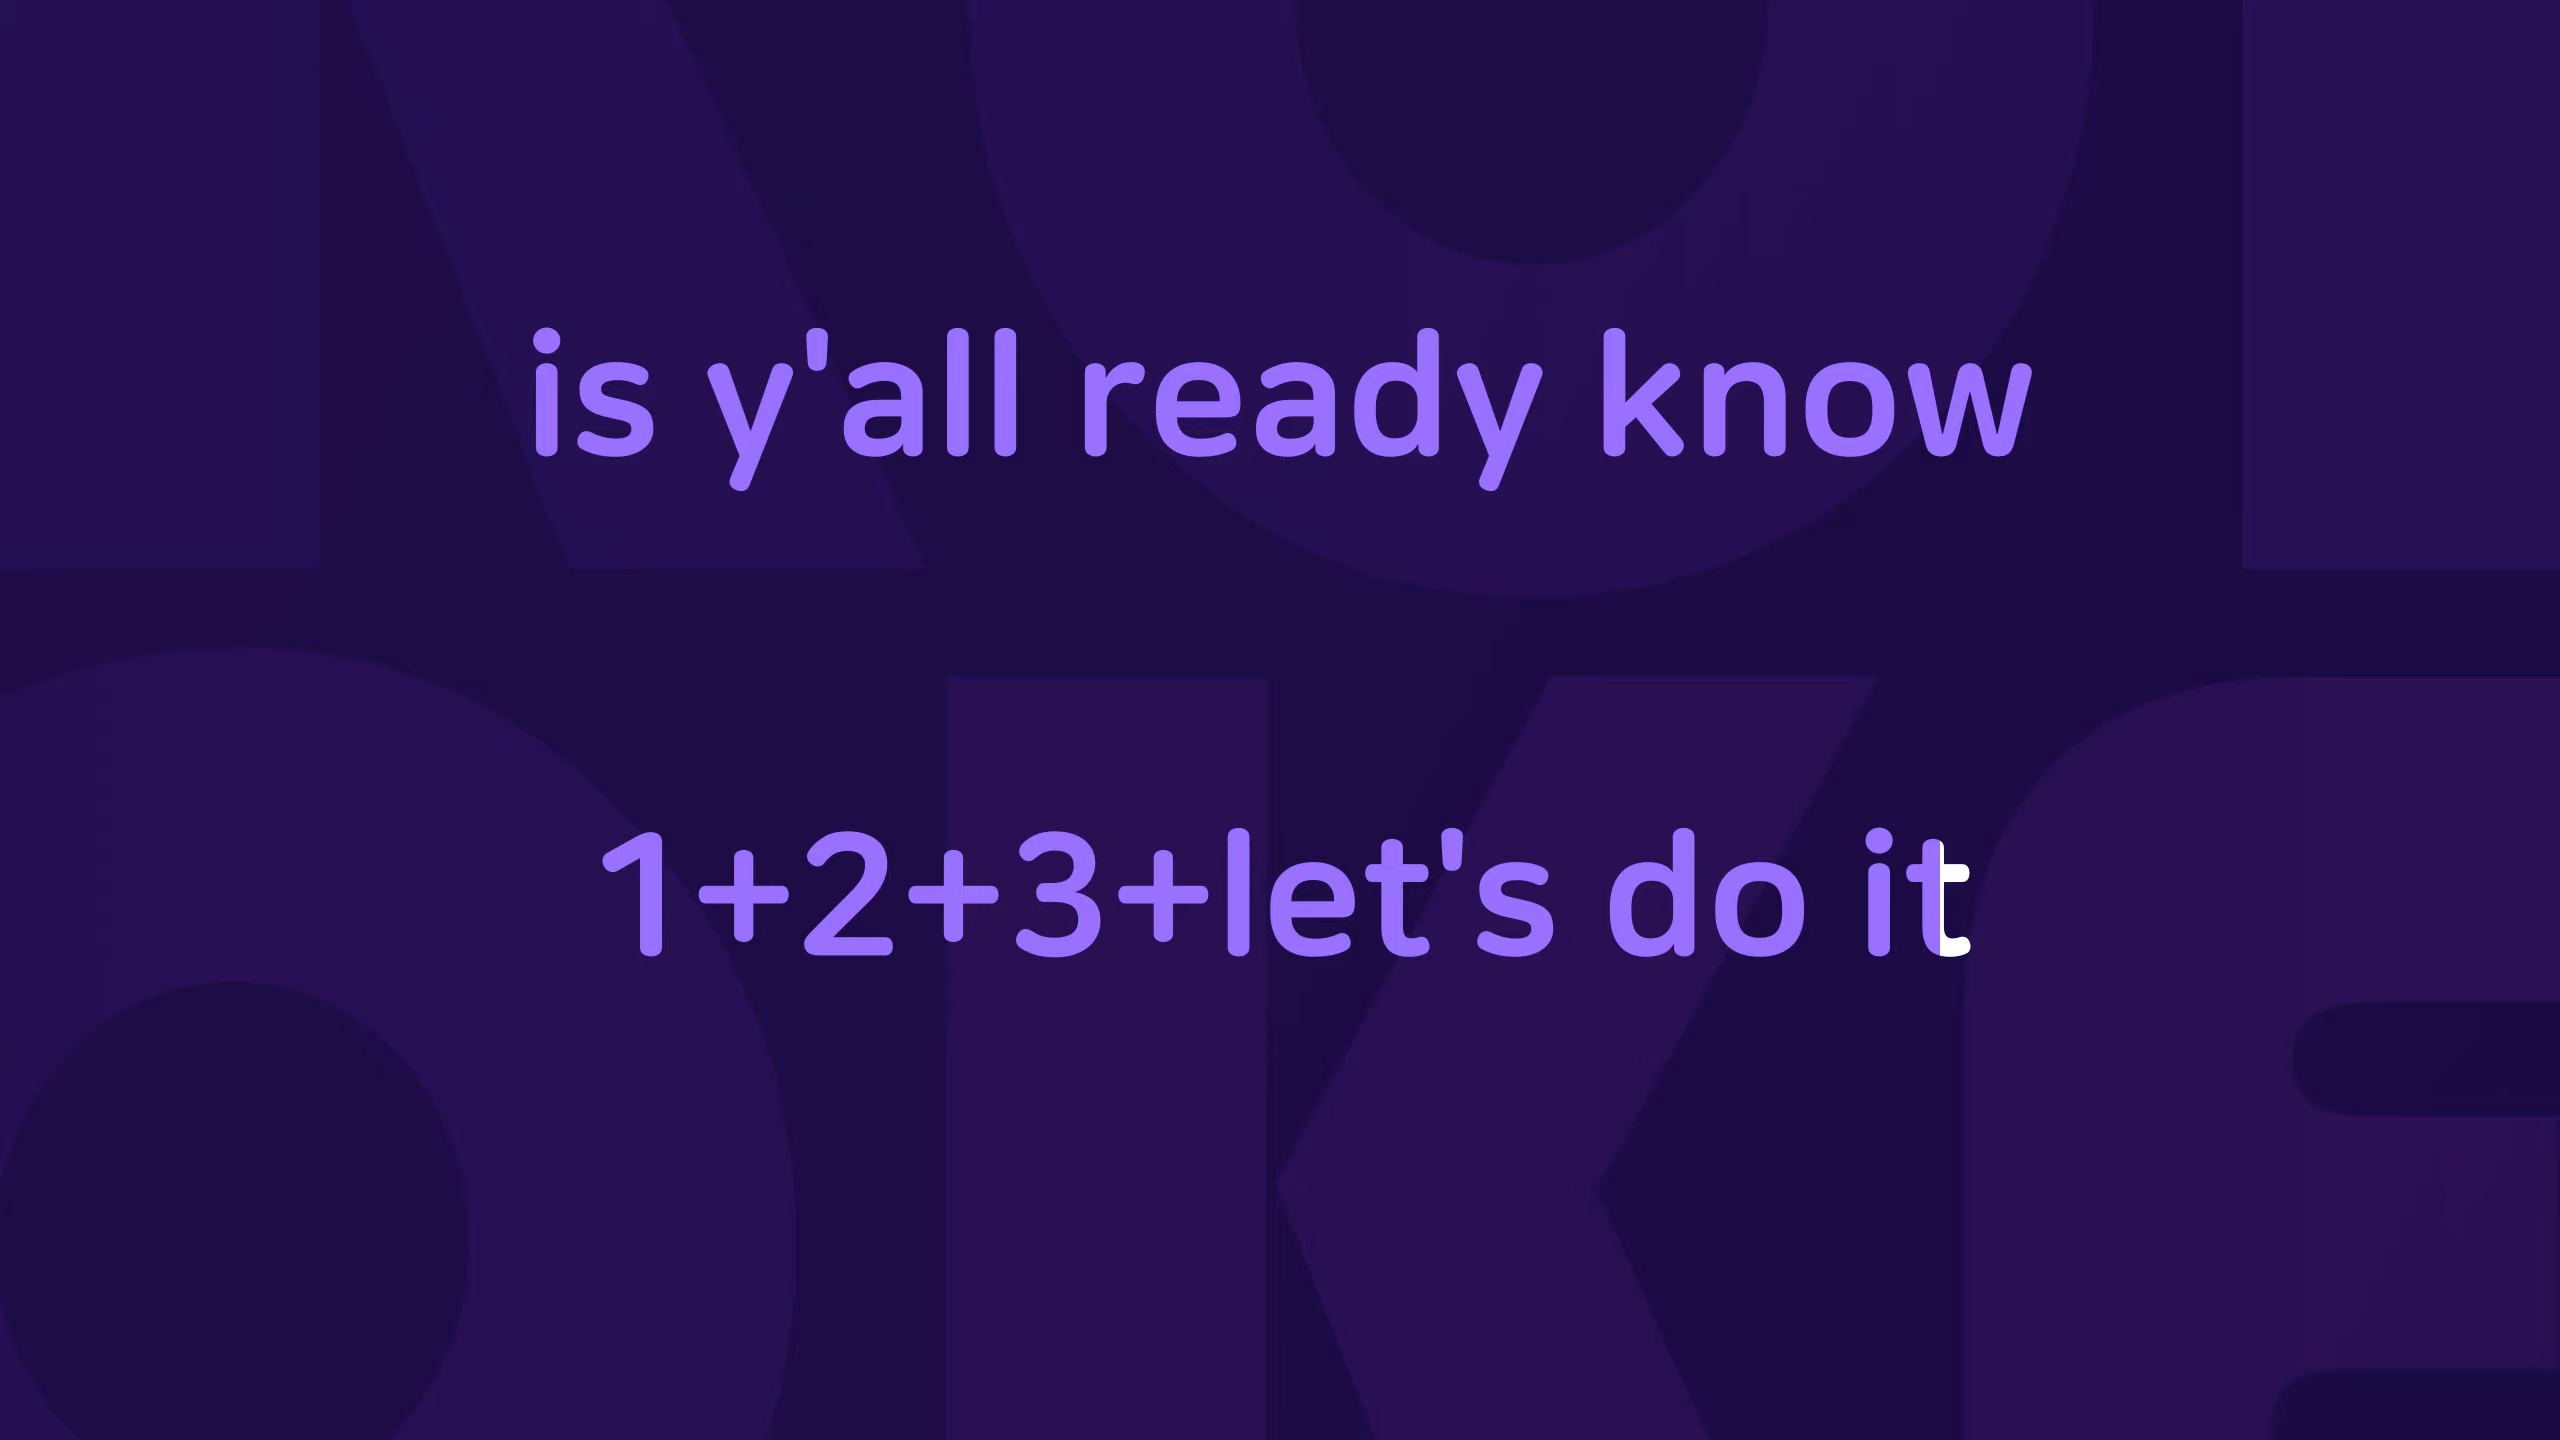 is y'all ready know
1+2+3+let's do it